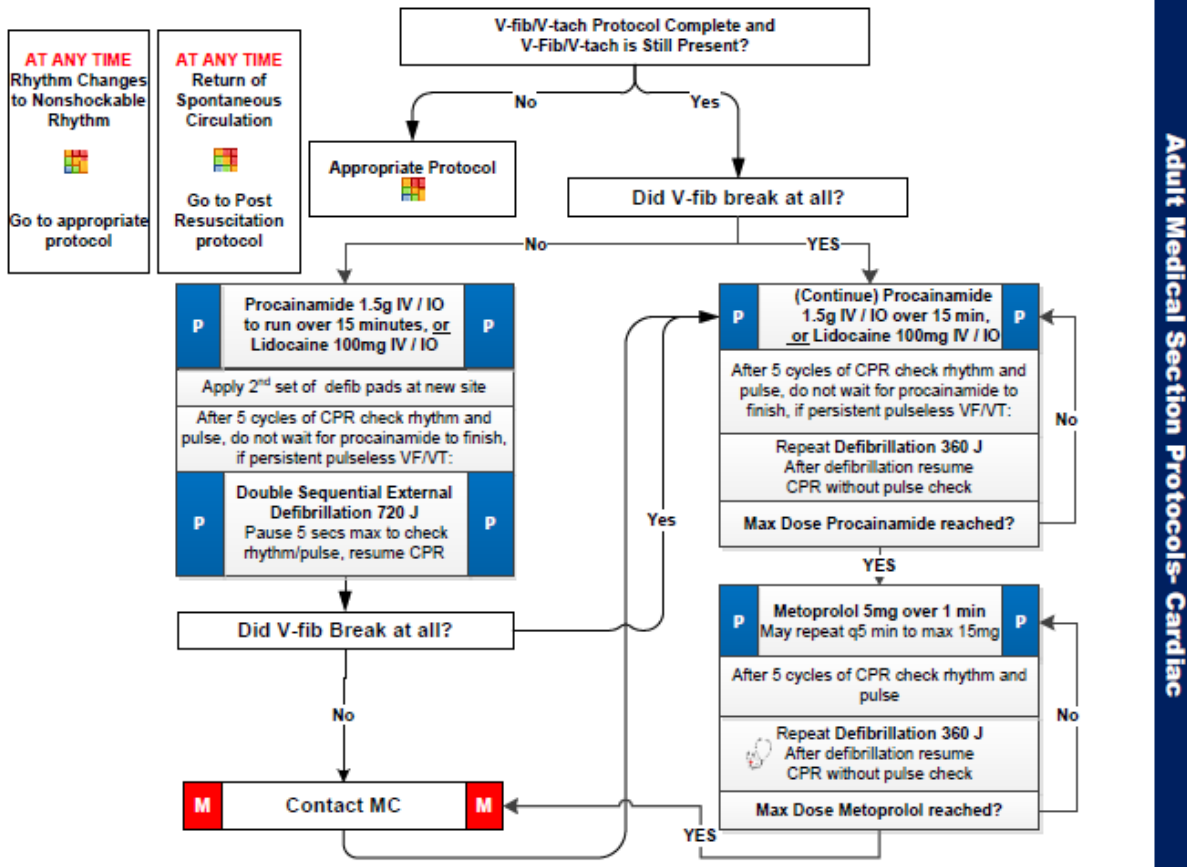 V-fib/V-tach Protocol Complete and
V-Fib/V-tach is Still Present?
AT ANY TIME
Rhythm Changes
to Nonshockable
Rhythm
Go to appropriate
protocol
AT ANY TIME
Return of
Spontaneous
Circulation
Go to Post
Resuscitation
protocol
No
Yes
Appropriate Protocol
Did V-fib break at all?
No
YES
P
Procainamide 1.5g IV / IO
to run over 15 minutes, or
Lidocaine 100mg IV / IO
P
Apply 2nd set of defib pads at new site
After 5 cycles of CPR check rhythm and
pulse, do not wait for procainamide to finish,
if persistent pulseless VF/VT:
P
Double Sequential External
Defibrillation 720 J
Pause 5 secs max to check
rhythm/pulse, resume CPR
P
Did V-fib Break at all?
Yes
No
M
Contact MC
M
P
(Continue) Procainamide
1.5g IV / IO over 15 min,
or Lidocaine 100mg IV / IO
P
After 5 cycles of CPR check rhythm and
pulse, do not wait for procainamide to
finish, if persistent pulseless VF/VT:
Repeat Defibrillation 360 J
After defibrillation resume
CPR without pulse check
Max Dose Procainamide reached?
No
YES
P
Metoprolol 5mg over 1 min
May repeat q5 min to max 15mg
P
After 5 cycles of CPR check rhythm and
pulse
Repeat Defibrillation 360 J
After defibrillation resume
CPR without pulse check
Max Dose Metoprolol reached?
No
YES
Adult Medical Section Protocols- Cardiac